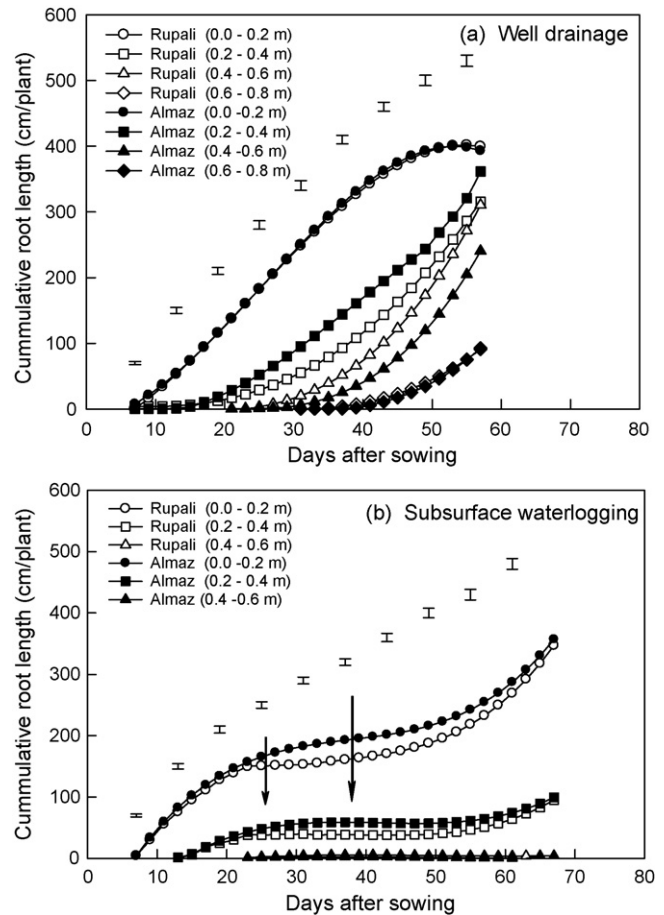 600
500
400
300
200
100
0
Cummulative root length (cm/plant)
(a) Well drainage
Rupali (0.0 - 0.2 m)
Rupali (0.2 - 0.4 m)
Rupali (0.4 - 0.6 m)
Rupali (0.6 - 0.8 m)
Almaz (0.0 -0.2 m)
Almaz (0.2 - 0.4 m)
Almaz (0.4 -0.6 m)
Almaz (0.6 - 0.8 m)
0 10 20 30 40 50 60 70 80
Days after sowing
600
500
400
300
200
100
0
Cummulative root length (cm/plant)
(b) Subsurface waterlogging
Rupali (0.0 - 0.2 m)
Rupali (0.2 - 0.4 m)
Rupali (0.4 - 0.6 m)
Almaz (0.0 -0.2 m)
Almaz (0.2 - 0.4 m)
Almaz (0.4 -0.6 m)
0 10 20 30 40 50 60 70 80
Days after sowing